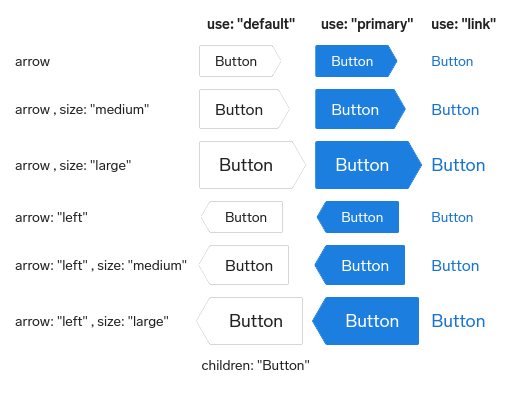 use: "default" use: "primary" use: "link"
arrow Button Button Button
arrow , size: "medium" Button Button Button
arrow , size: "large" Button Button Button
arrow: "left" Button Button Button
arrow: "left" , size: "medium" Button Button Button
arrow: "left" , size: "large" Button Button Button
children: "Button"